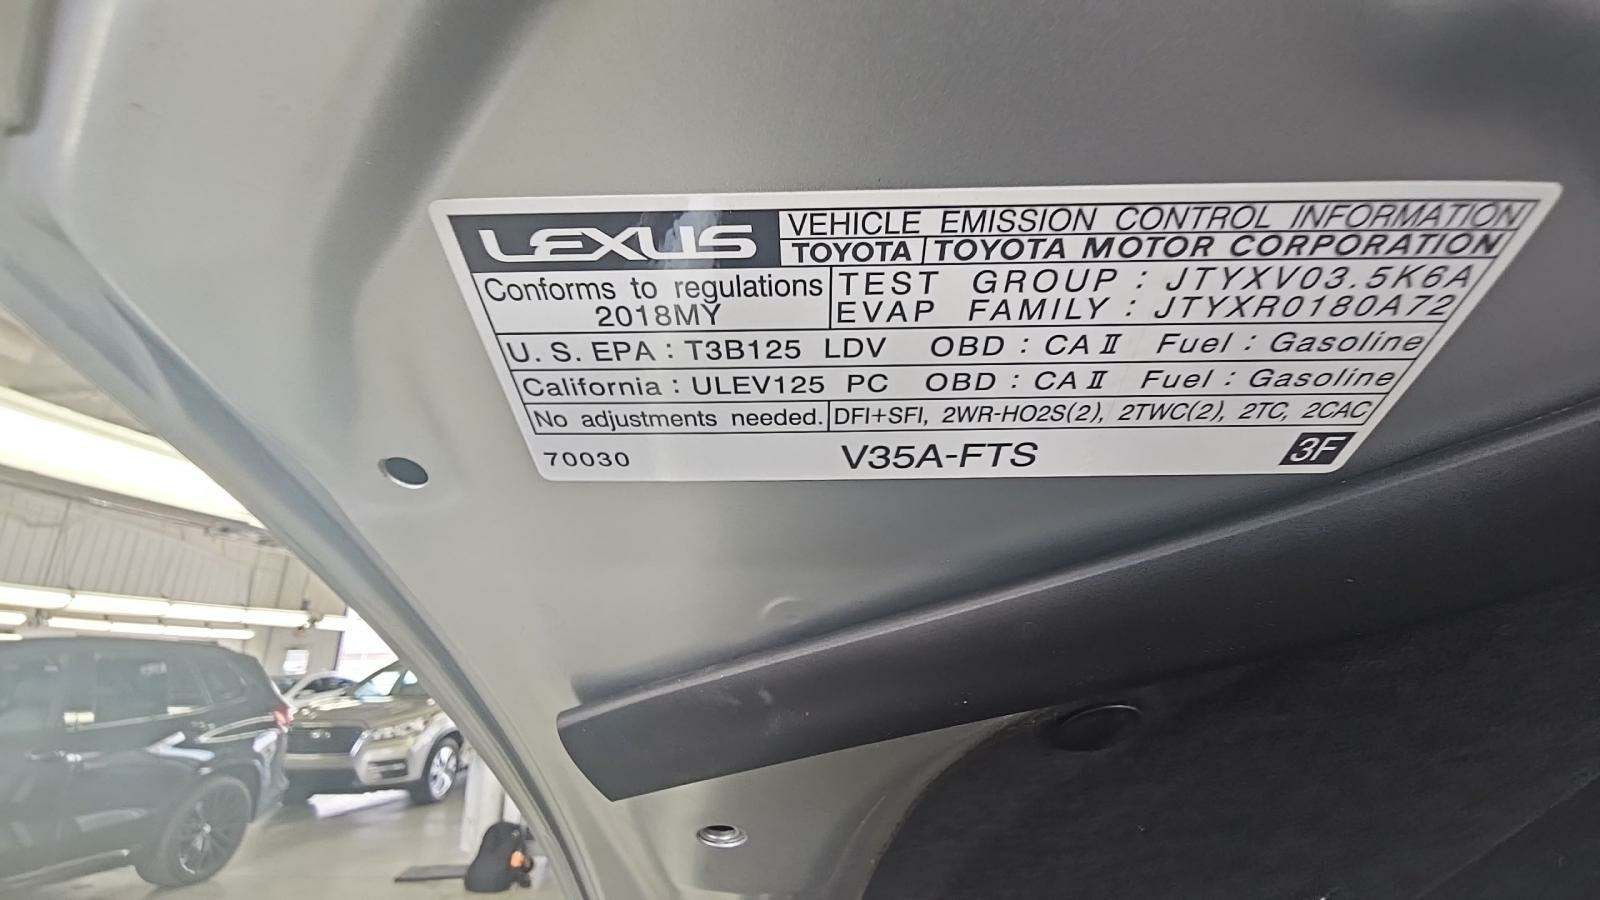 LEXUS VEHICLE EMISSION CONTROL INFORMATION
TOYOTA TOYOTA MOTOR CORPORATION
Conforms to regulations
2018MY
TEST GROUP : JTYXV03.5K6A
EVAP FAMILY : JTYXR0180A72
U. S. EPA : T3B125 LDV OBD : CA II Fuel : Gasoline
California : ULEV125 PC OBD : CA II Fuel : Gasoline
No adjustments needed. DFI+SFI, 2WR-HO2S(2), 2TWC(2), 2TC, 2CAC
70030 V35A-FTS 3F